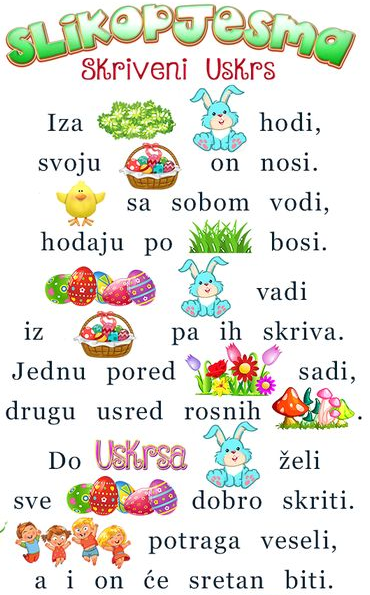 SLIKOPJESMA
Skriveni Uskrs
Iza hodi,
svoju on nosi.
sa sobom vodi,
hodaju po bosi.
vadi
iz pa ih skriva.
Jednu pored sadi,
drugu usred rosnih .
Do Uskrsa želi
sve dobro skriti.
potraga veseli,
a i on će sretan biti.